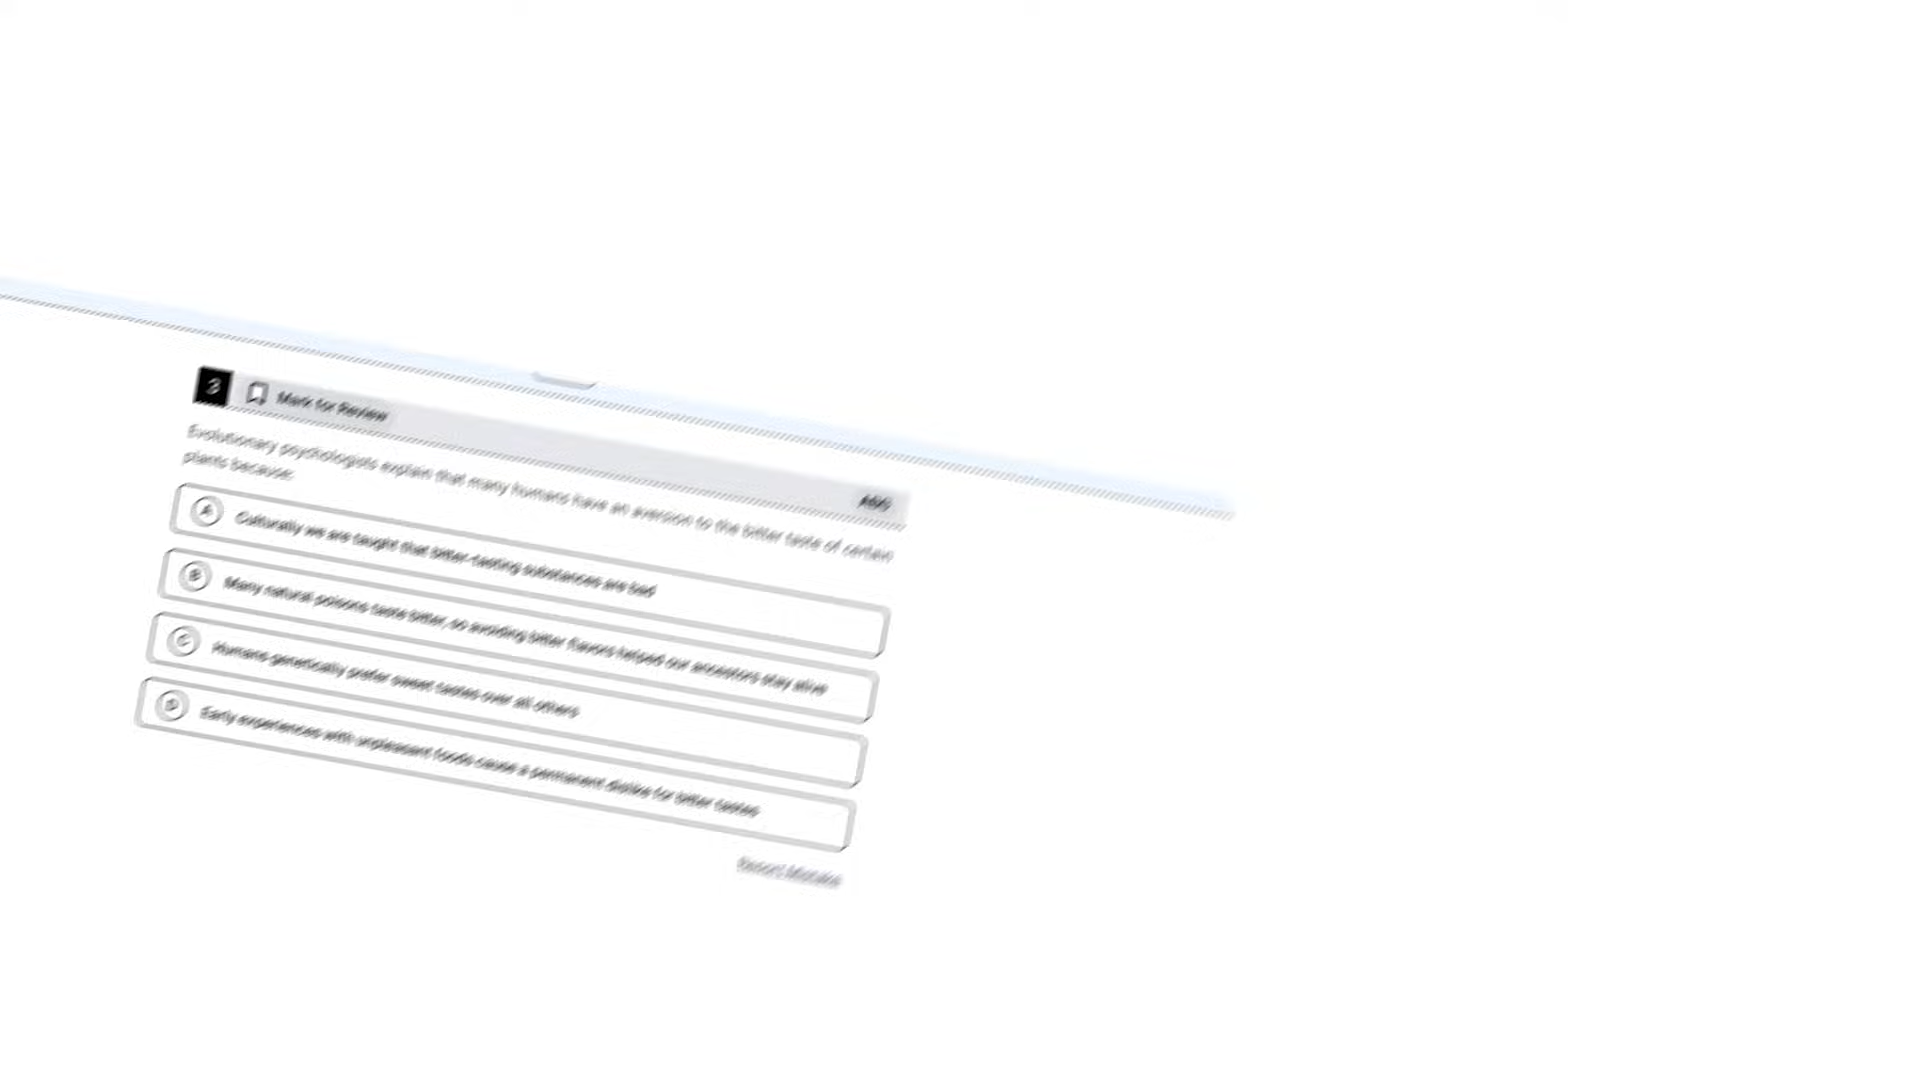 3 Mark for Review
ABC
Evolutionary psychologists explain that many humans have an aversion to the bitter taste of certain
plants because:
A Culturally we are taught that bitter-tasting substances are bad
B Many natural poisons taste bitter, so avoiding bitter flavors helped our ancestors stay alive
C Humans genetically prefer sweet tastes over all others
D Early experiences with unpleasant foods cause a permanent dislike for bitter tastes
Report Mistake